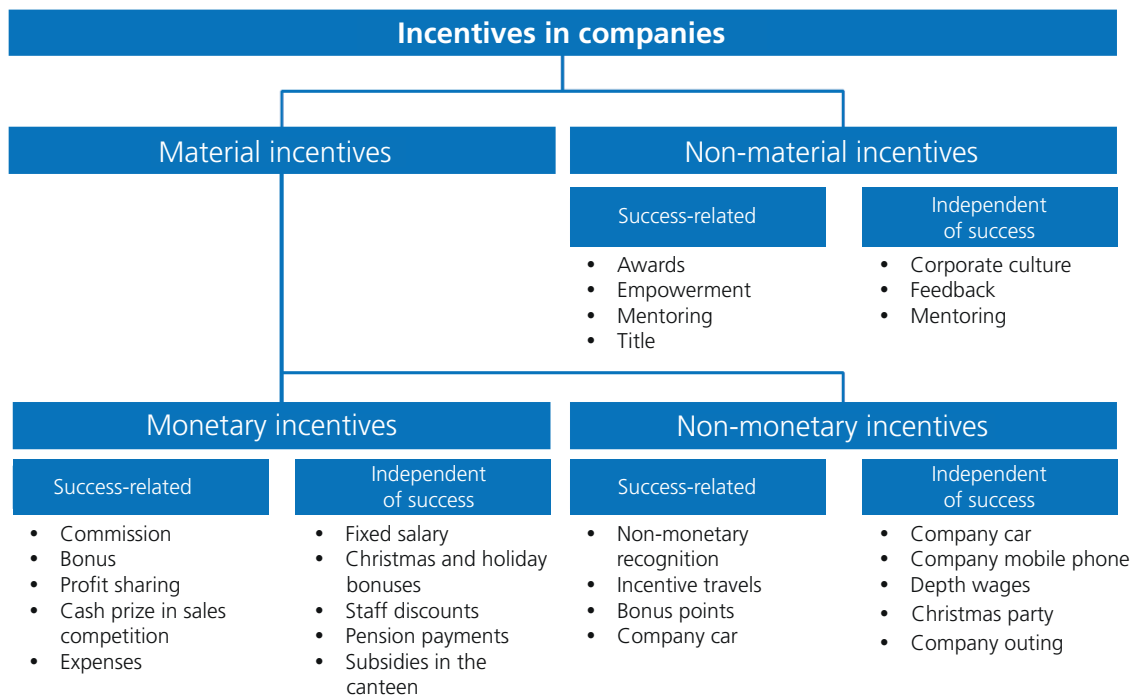 Incentives in companies
Material incentives
Non-material incentives
Success-related
Independent
of success
• Awards
• Empowerment
• Mentoring
• Title
• Corporate culture
• Feedback
• Mentoring
Monetary incentives
Non-monetary incentives
Success-related
Independent
of success
Success-related
Independent
of success
• Commission
• Bonus
• Profit sharing
• Cash prize in sales
competition
• Expenses
• Fixed salary
• Christmas and holiday
bonuses
• Staff discounts
• Pension payments
• Subsidies in the
canteen
• Non-monetary
recognition
• Incentive travels
• Bonus points
• Company car
• Company car
• Company mobile phone
• Depth wages
• Christmas party
• Company outing